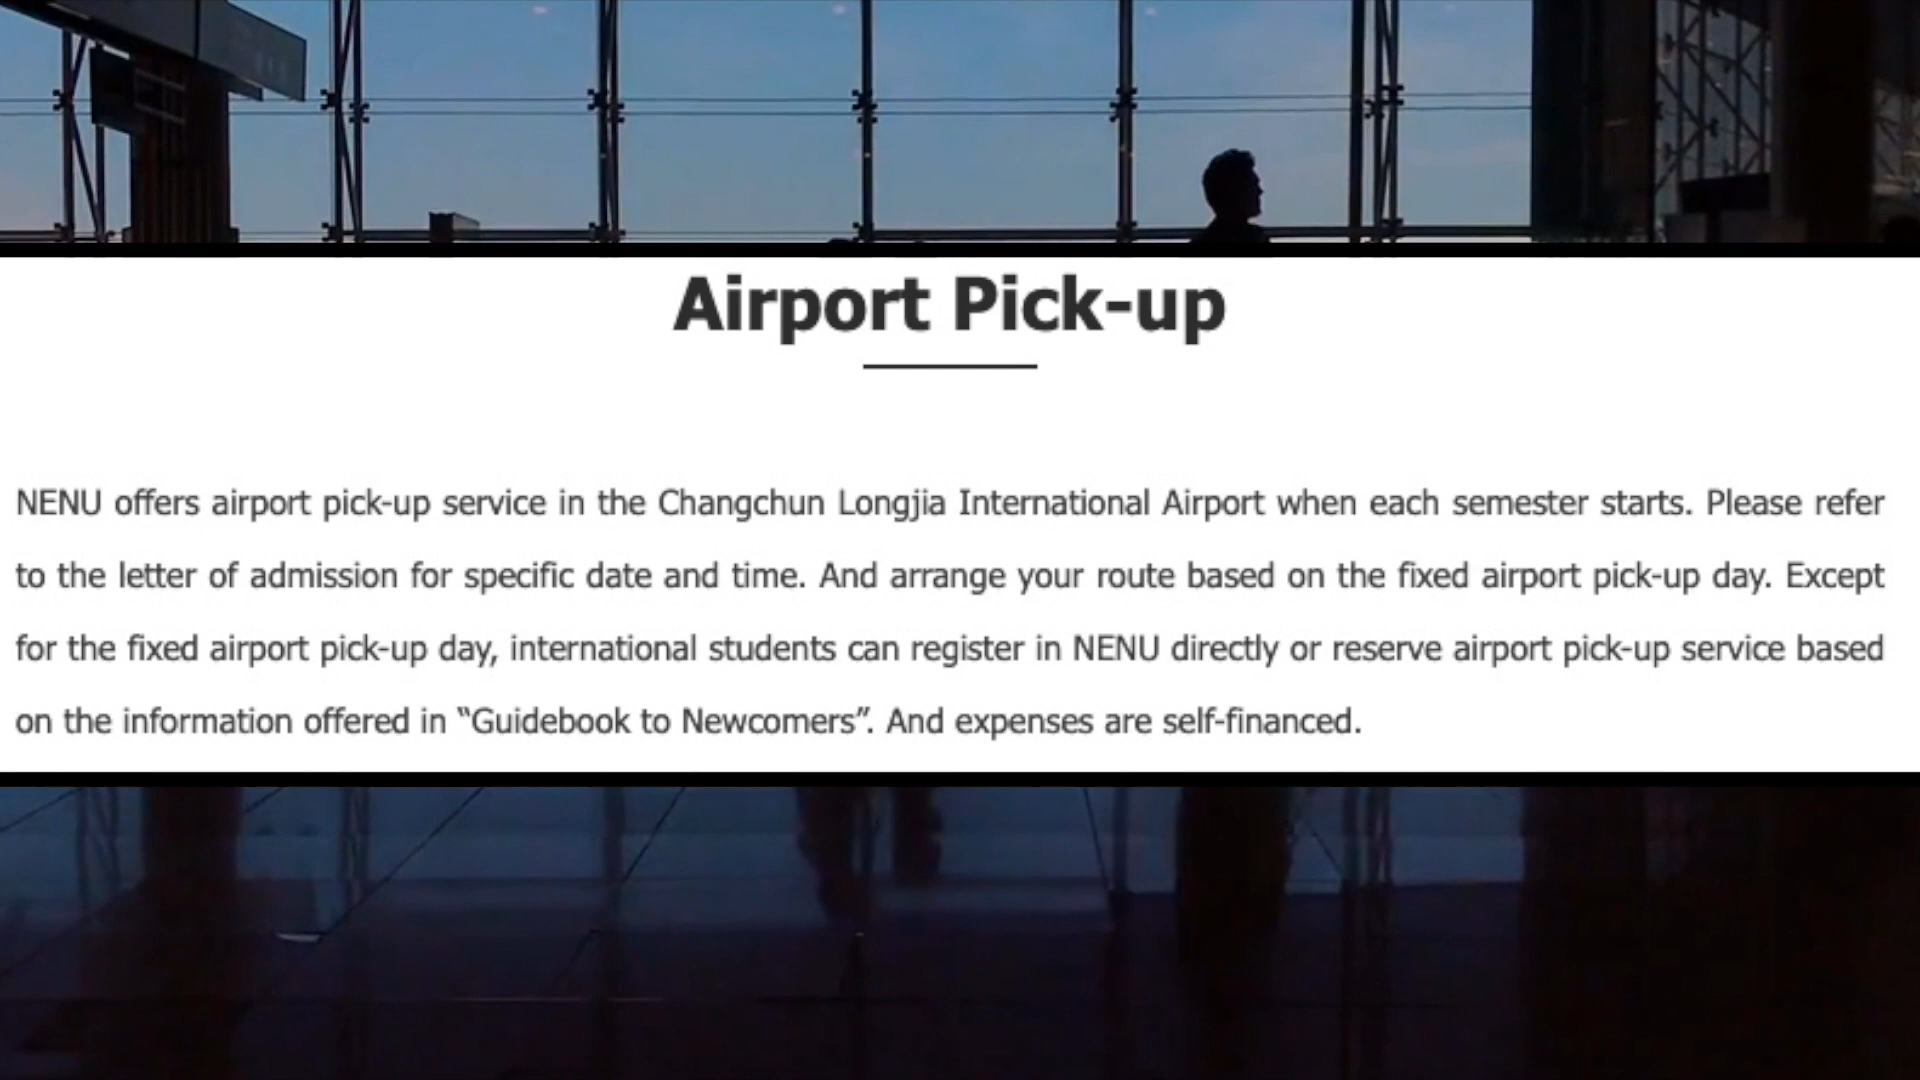 Airport Pick-up
NENU offers airport pick-up service in the Changchun Longjia International Airport when each semester starts. Please refer
to the letter of admission for specific date and time. And arrange your route based on the fixed airport pick-up day. Except
for the fixed airport pick-up day, international students can register in NENU directly or reserve airport pick-up service based
on the information offered in “Guidebook to Newcomers”. And expenses are self-financed.